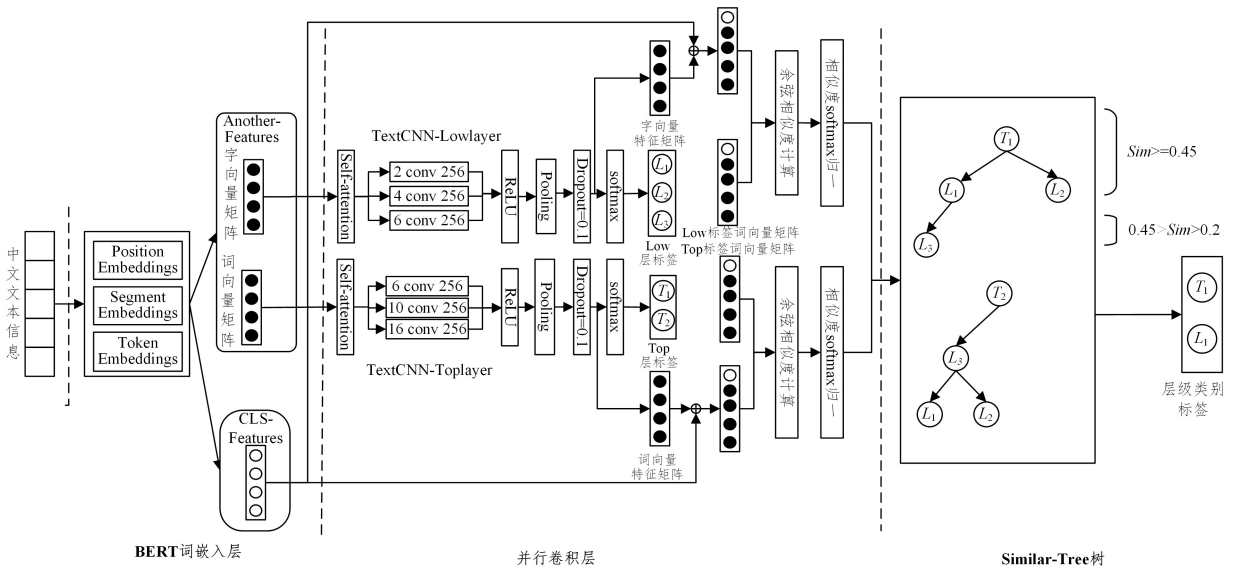 中文文本信息
Position
Embeddings
Segment
Embeddings
Token
Embeddings
Another-
Features
字向量矩阵
词向量矩阵
CLS-
Features
BERT词嵌入层
TextCNN-Lowlayer
Self-attention
2 conv 256
4 conv 256
6 conv 256
ReLU
Pooling
Dropout=0.1
softmax
L1
L2
L3
Low
层标签
字向量
特征矩阵
Self-attention
6 conv 256
10 conv 256
16 conv 256
ReLU
Pooling
Dropout=0.1
softmax
T1
T2
Top
层标签
TextCNN-Toplayer
词向量
特征矩阵
Low标签词向量矩阵
Top标签词向量矩阵
余弦相似度计算
相似度softmax归一
余弦相似度计算
相似度softmax归一
并行卷积层
T1
L1
L2
L3
T2
L3
L1
L2
Sim>=0.45
0.45>Sim>0.2
T1
L1
层级类别
标签
Similar-Tree树